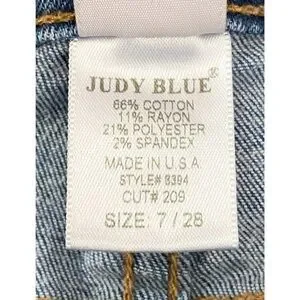 JUDY BLUE®
66% COTTON
11% RAYON
21% POLYESTER
2% SPANDEX
MADE IN U.S.A
STYLE# 8394
CUT# 209
SIZE: 7 / 28